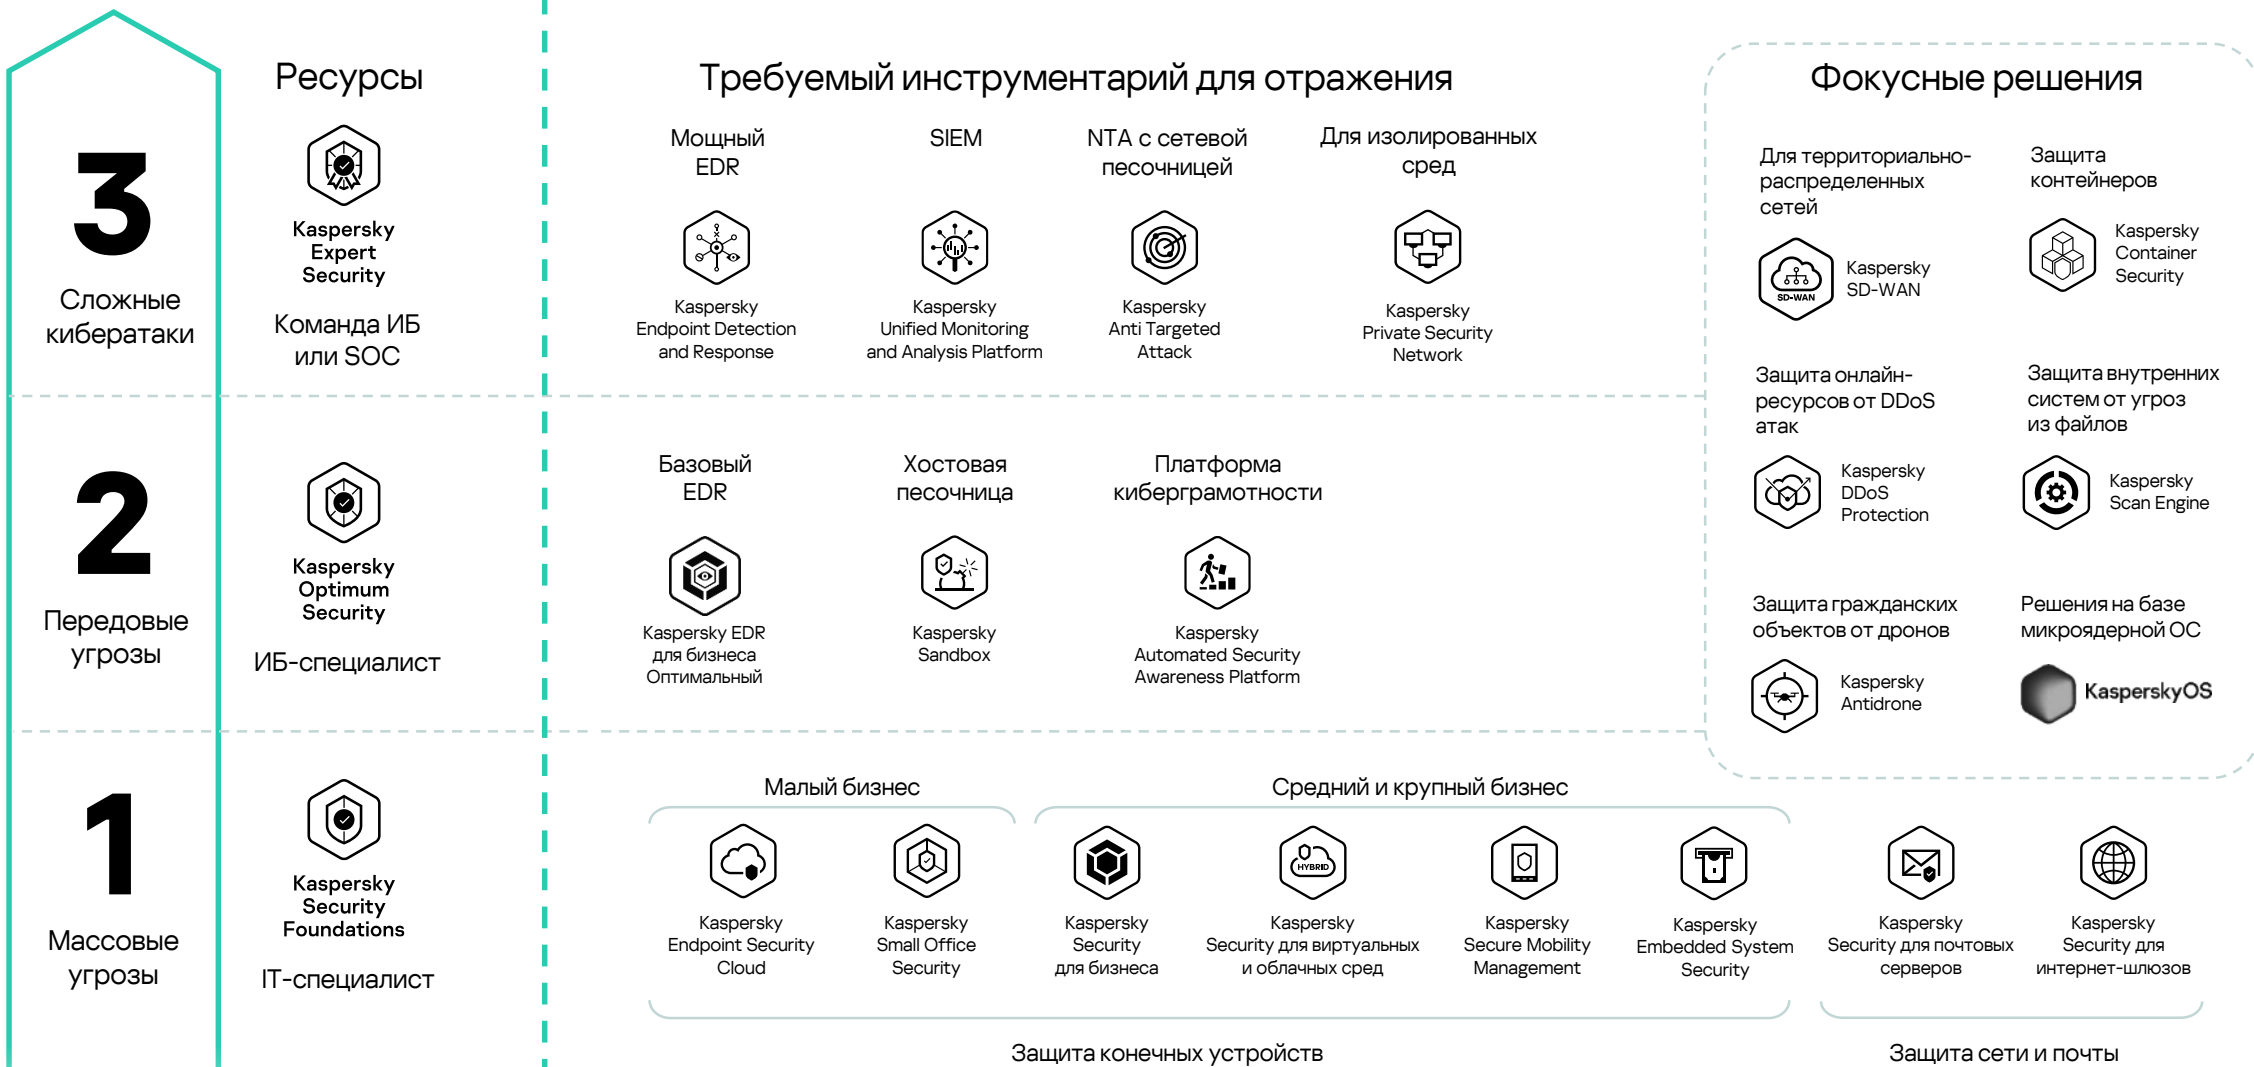 Ресурсы
Требуемый инструментарий для отражения
Фокусные решения
3
Сложные
кибератаки
Kaspersky
Expert
Security
Команда ИБ
или SOC
Мощный
EDR
Kaspersky
Endpoint Detection
and Response
SIEM
Kaspersky
Unified Monitoring
and Analysis Platform
NTA с сетевой
песочницей
Kaspersky
Anti Targeted
Attack
Для изолированных
сред
Kaspersky
Private Security
Network
Для территориально-
распределенных
сетей
SD-WAN
Kaspersky
SD-WAN
Защита
контейнеров
Kaspersky
Container
Security
Защита онлайн-
ресурсов от DDoS
атак
Kaspersky
DDoS
Protection
Защита внутренних
систем от угроз
из файлов
Kaspersky
Scan Engine
Защита гражданских
объектов от дронов
Kaspersky
Antidrone
Решения на базе
микроядерной ОС
KasperskyOS
2
Передовые
угрозы
Kaspersky
Optimum
Security
ИБ-специалист
Базовый
EDR
Kaspersky EDR
для бизнеса
Оптимальный
Хостовая
песочница
Kaspersky
Sandbox
Платформа
киберграмотности
Kaspersky
Automated Security
Awareness Platform
1
Массовые
угрозы
Kaspersky
Security
Foundations
IT-специалист
Малый бизнес
Средний и крупный бизнес
Kaspersky
Endpoint Security
Cloud
Kaspersky
Small Office
Security
Kaspersky
Security
для бизнеса
HYBRID
Kaspersky
Security для виртуальных
и облачных сред
Kaspersky
Secure Mobility
Management
Kaspersky
Embedded System
Security
Kaspersky
Security для почтовых
серверов
Kaspersky
Security для
интернет-шлюзов
Защита конечных устройств
Защита сети и почты